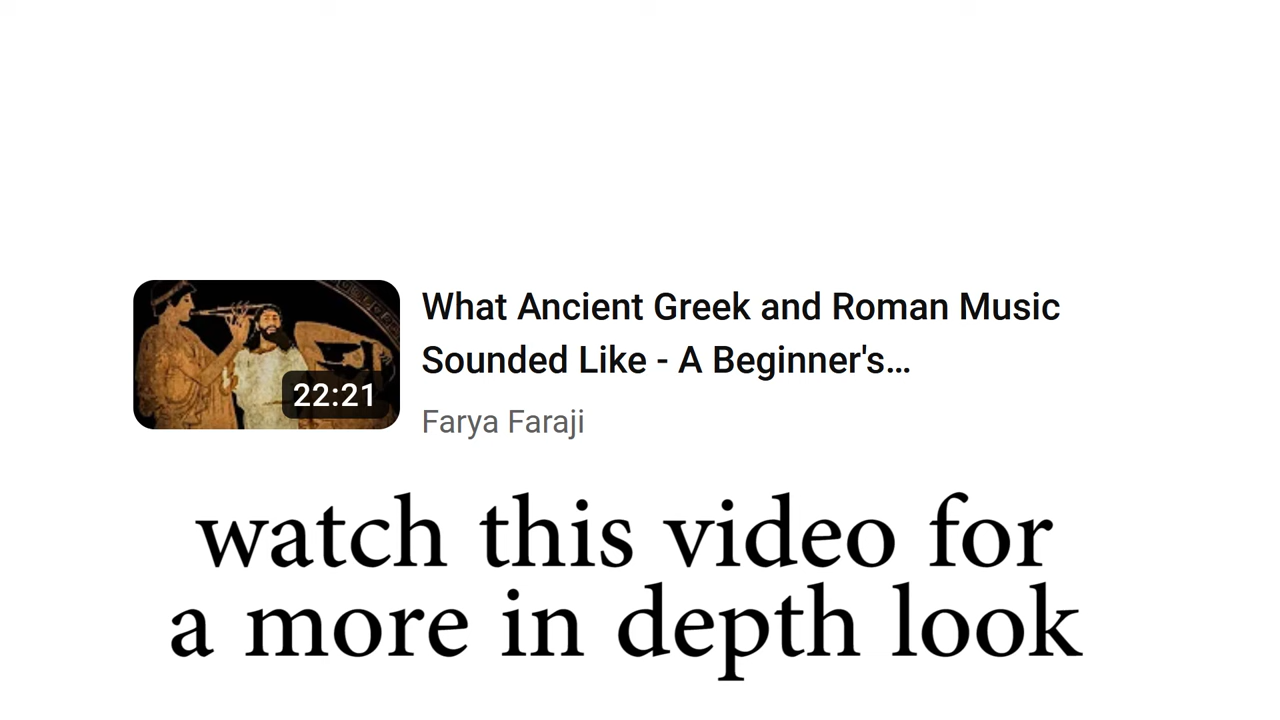 What Ancient Greek and Roman Music
Sounded Like - A Beginner's...
22:21
Farya Faraji
watch this video for
a more in depth look